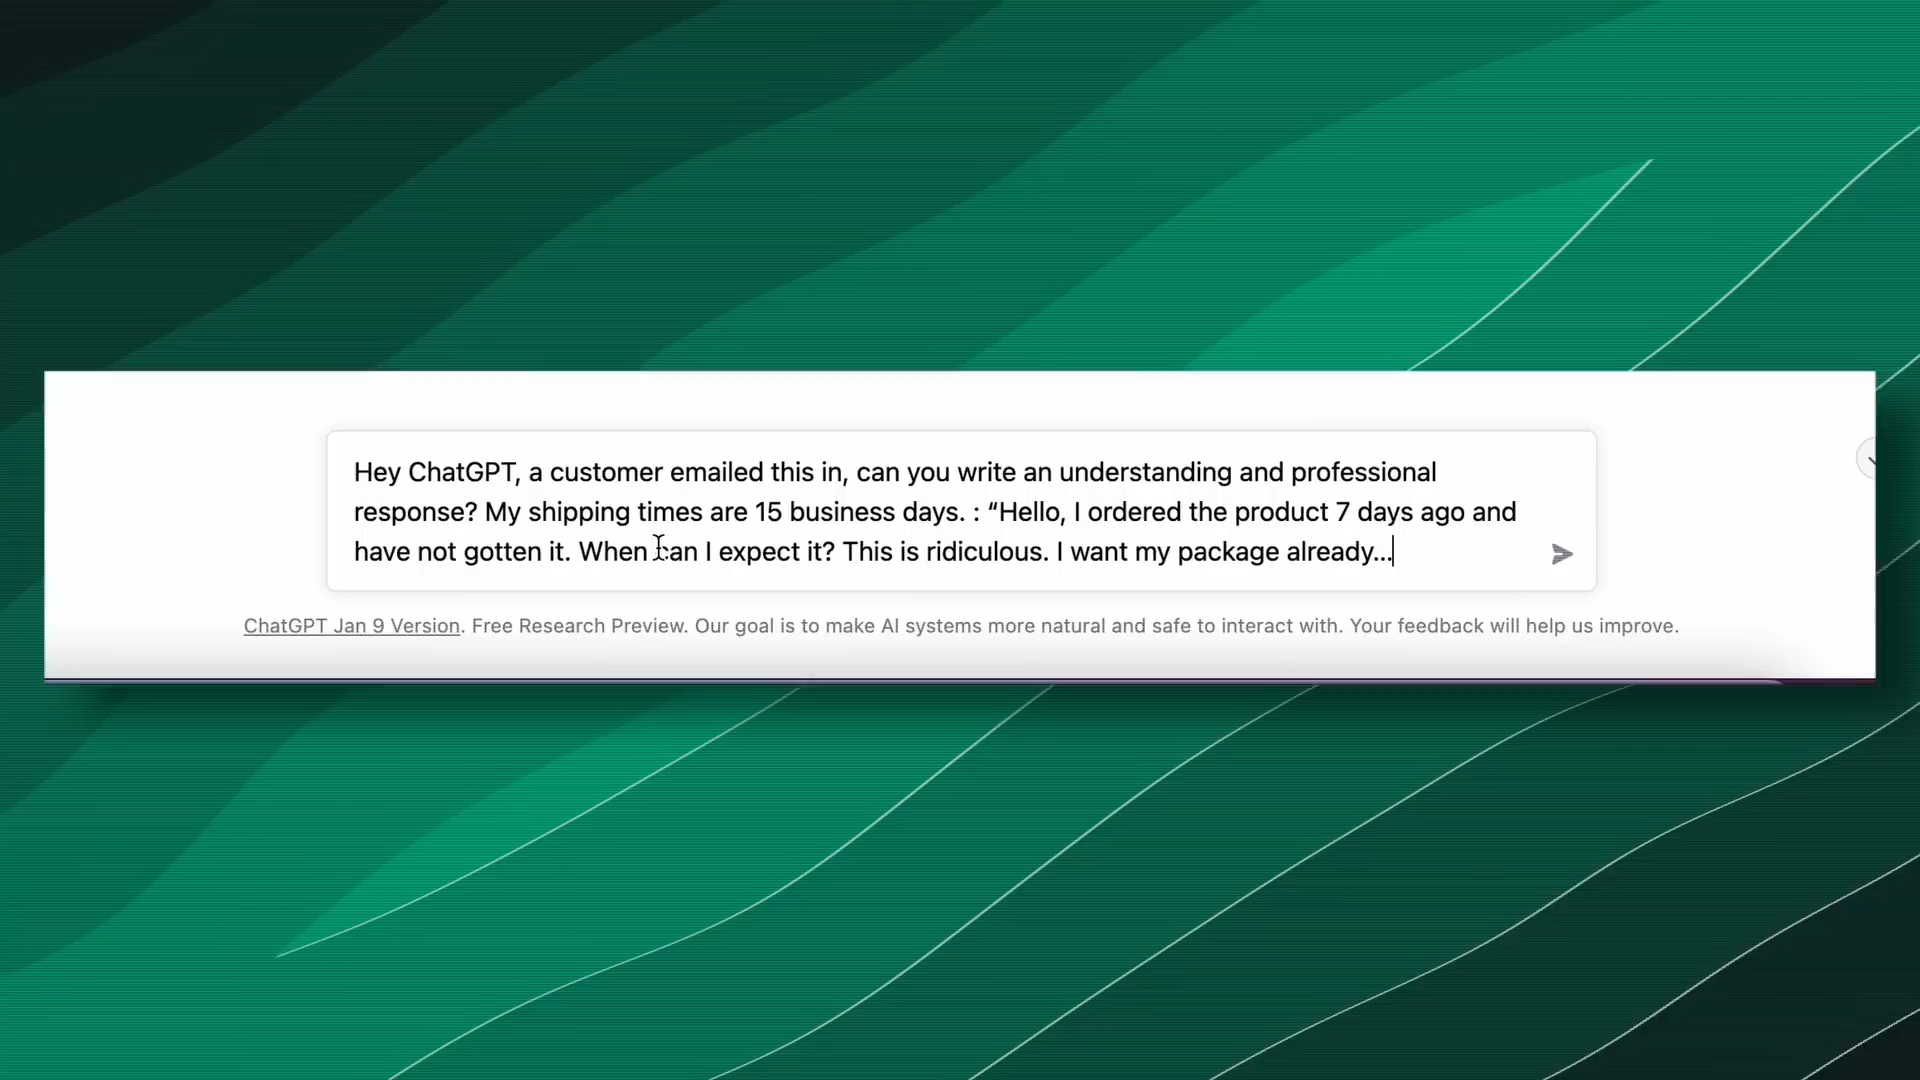 Hey ChatGPT, a customer emailed this in, can you write an understanding and professional
response? My shipping times are 15 business days. : “Hello, I ordered the product 7 days ago and
have not gotten it. When can I expect it? This is ridiculous. I want my package already...
ChatGPT Jan 9 Version. Free Research Preview. Our goal is to make AI systems more natural and safe to interact with. Your feedback will help us improve.